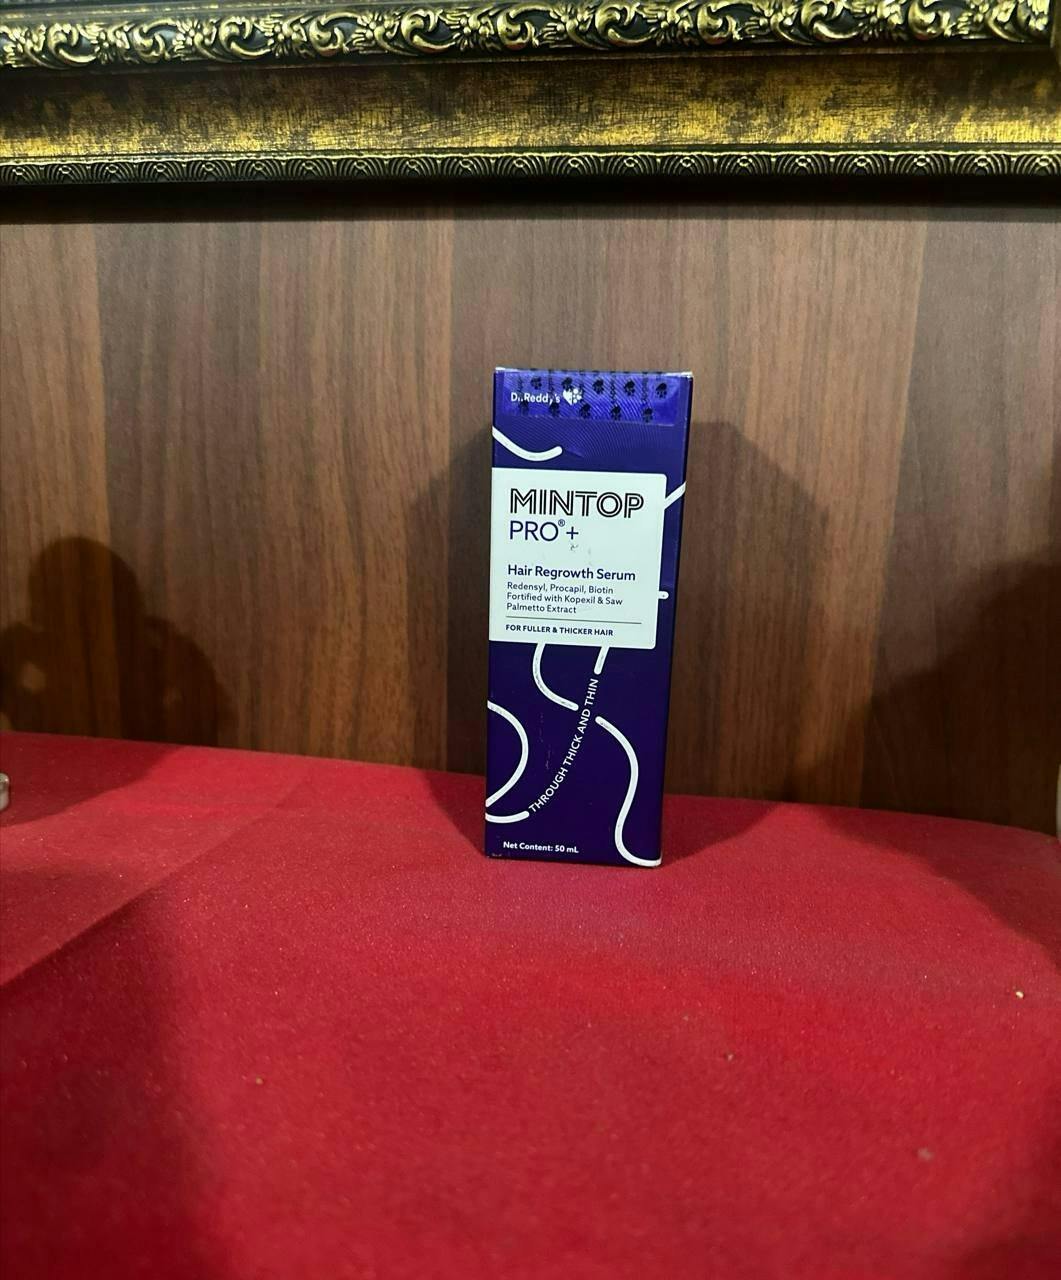 Dr.Reddy's
MINTOP
PRO®+
Hair Regrowth Serum
Redensyl, Procapil, Biotin
Fortified with Kopexil & Saw
Palmetto Extract
FOR FULLER & THICKER HAIR
THROUGH THICK AND THIN
Net Content: 50 mL